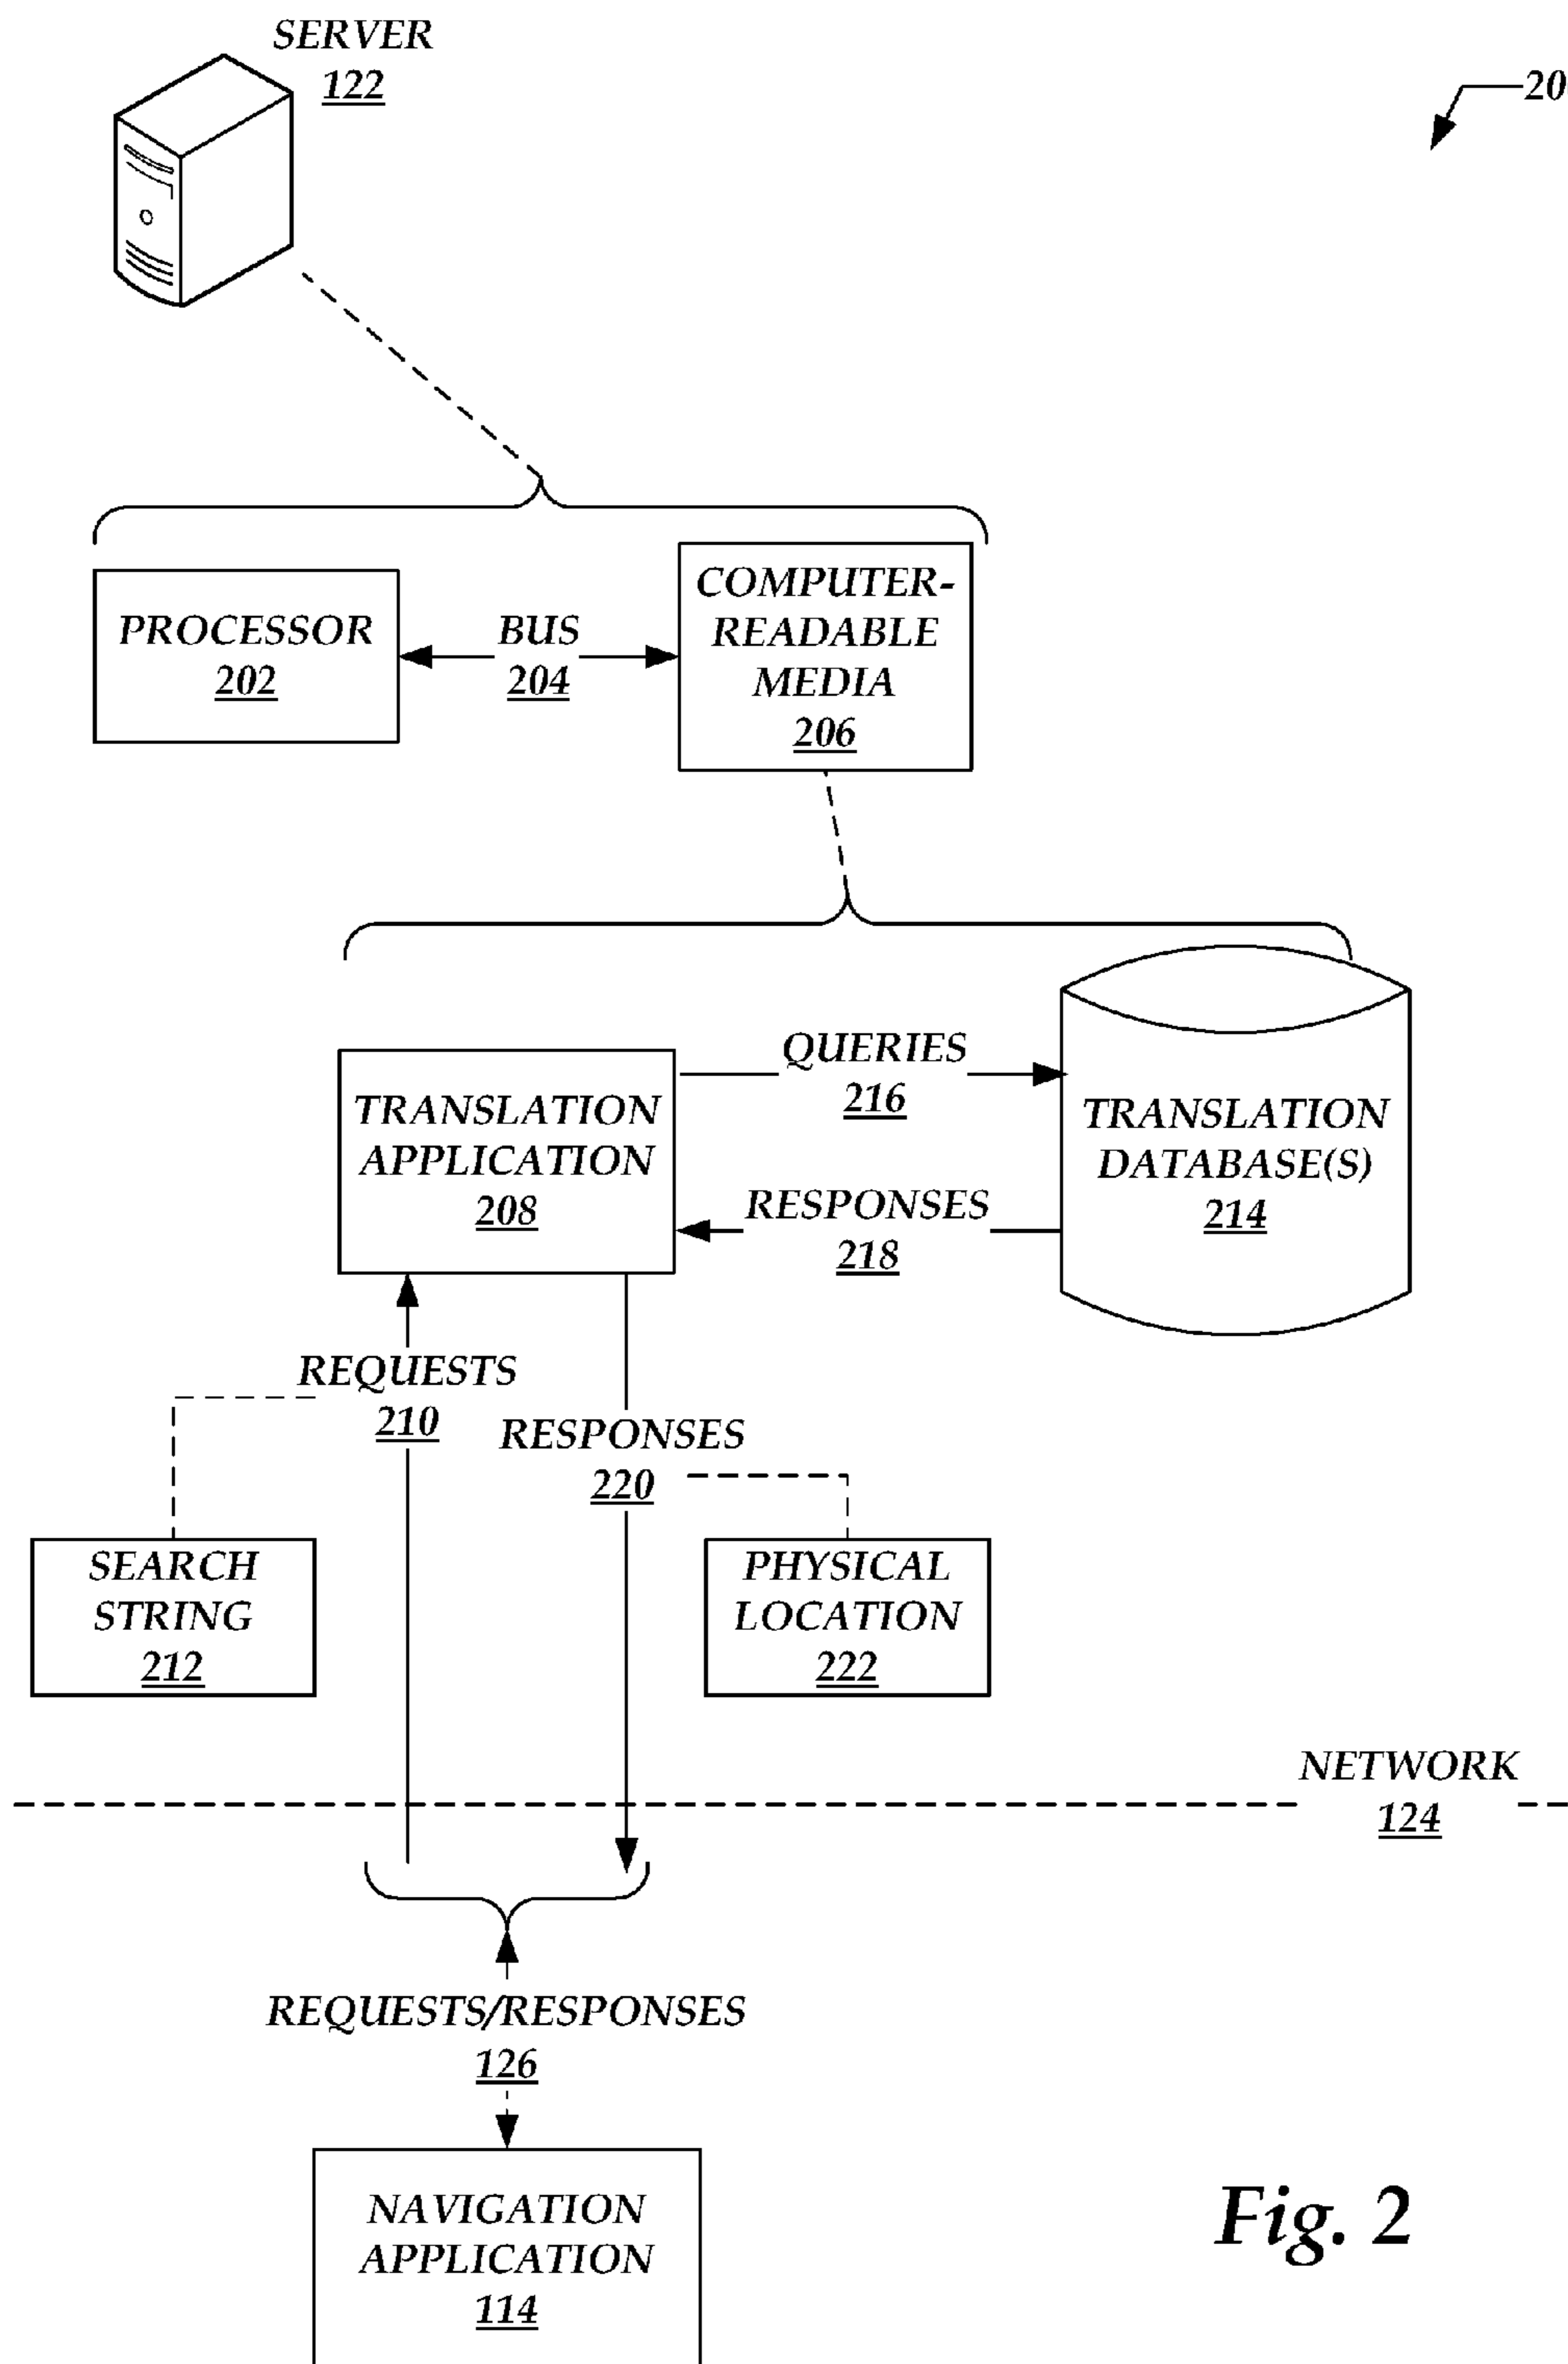 SERVER
122
20
PROCESSOR
202
BUS
204
COMPUTER-
READABLE
MEDIA
206
QUERIES
216
TRANSLATION
APPLICATION
208
TRANSLATION
DATABASE(S)
214
RESPONSES
218
REQUESTS
210
RESPONSES
220
SEARCH
STRING
212
PHYSICAL
LOCATION
222
NETWORK
124
REQUESTS/RESPONSES
126
NAVIGATION
APPLICATION
114
Fig. 2